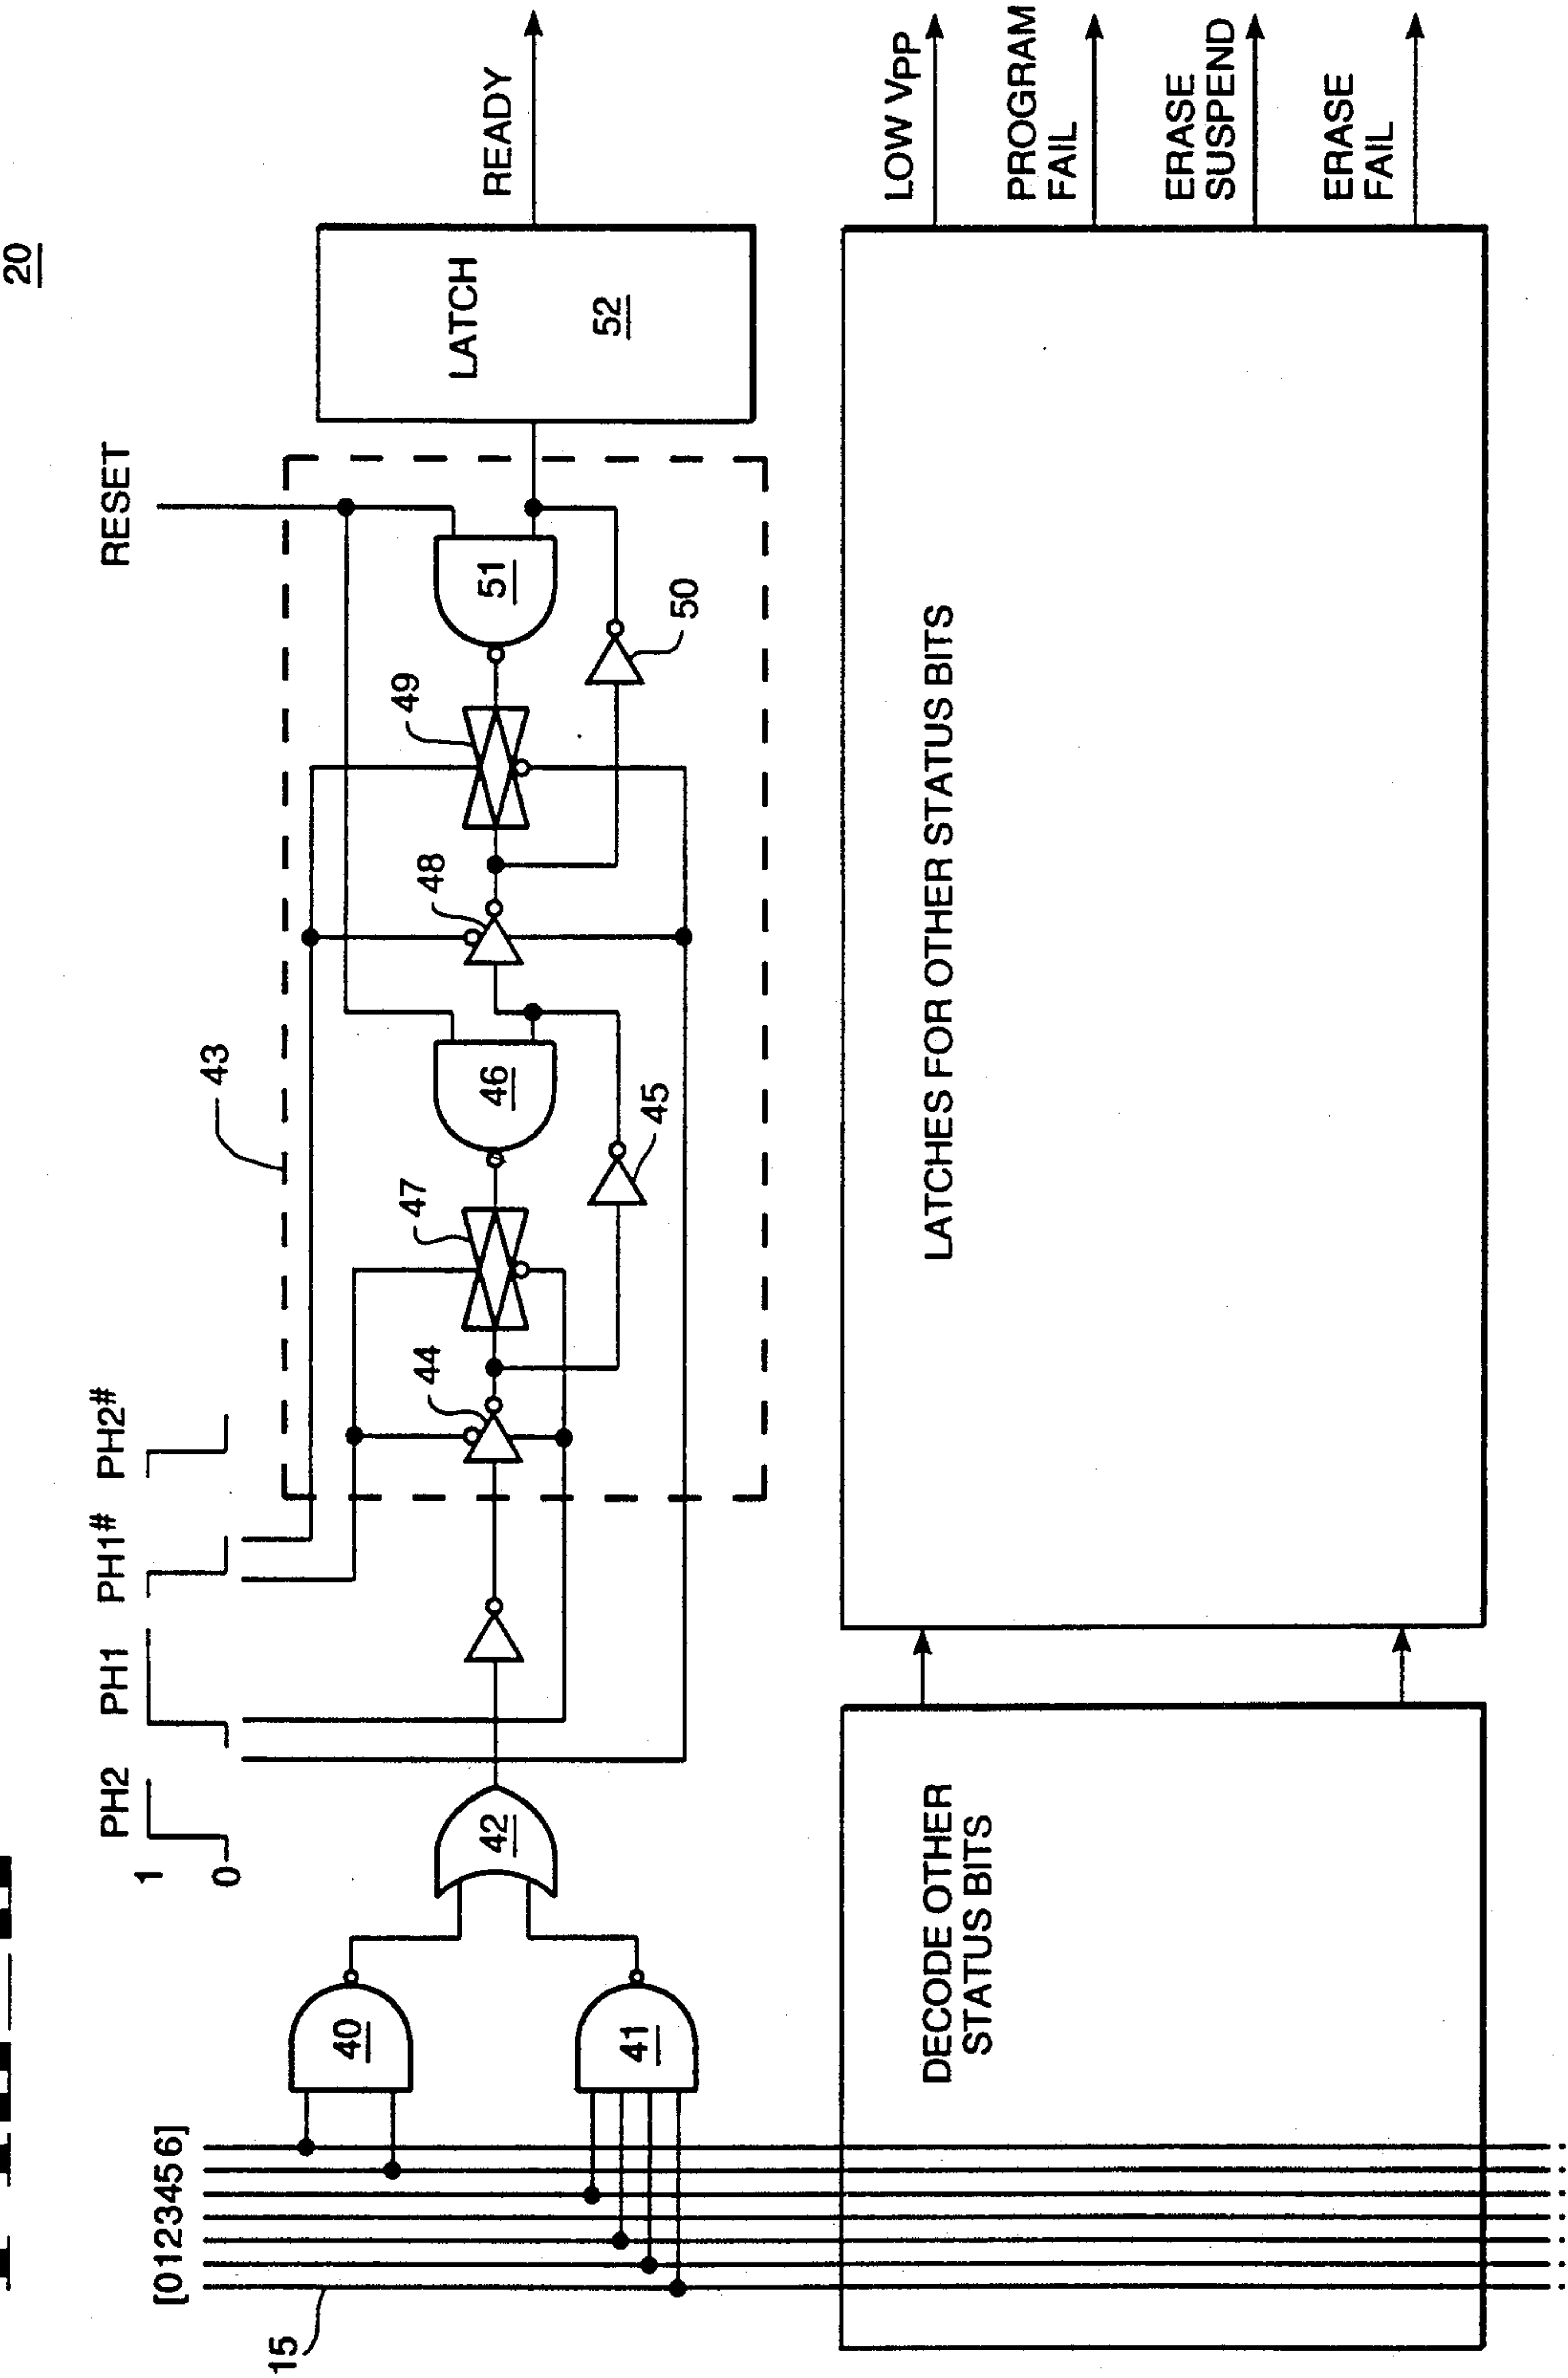 20
PH2
PH1
PH1#
PH2#
1
0
RESET
READY
[0123456]
15
40
41
42
43
44
45
46
47
48
49
50
51
LATCH
52
DECODE OTHER
STATUS BITS
LATCHES FOR OTHER STATUS BITS
LOW VPP
PROGRAM
FAIL
ERASE
SUSPEND
ERASE
FAIL